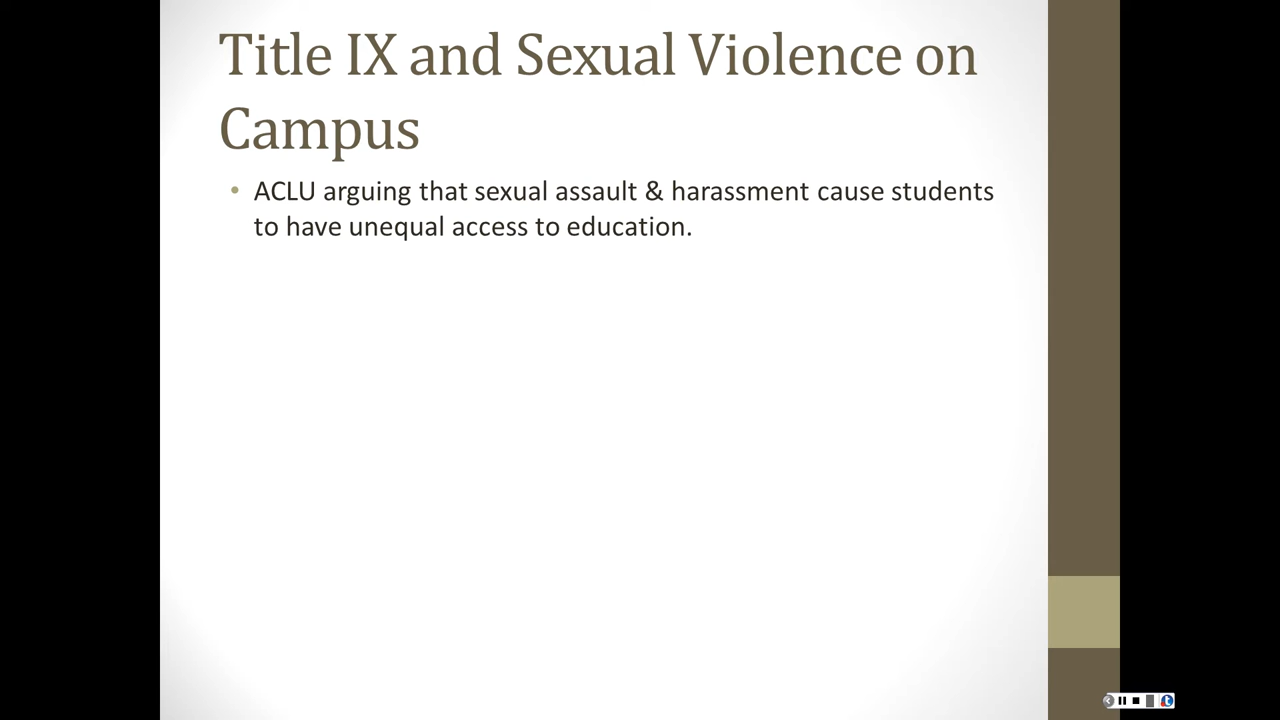 Title IX and Sexual Violence on
Campus
• ACLU arguing that sexual assault & harassment cause students
to have unequal access to education.